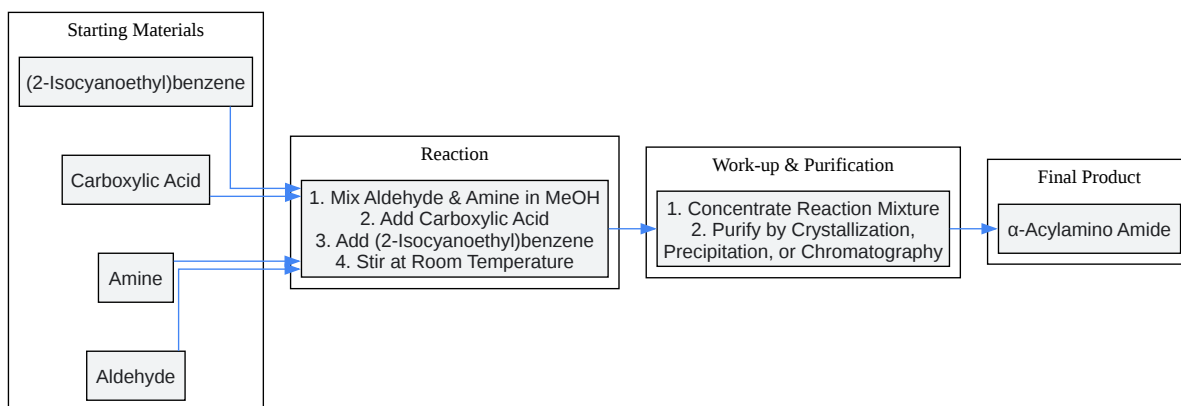 Starting Materials
(2-Isocyanoethyl)benzene
Carboxylic Acid
Amine
Aldehyde
Reaction
1. Mix Aldehyde & Amine in MeOH
2. Add Carboxylic Acid
3. Add (2-Isocyanoethyl)benzene
4. Stir at Room Temperature
Work-up & Purification
1. Concentrate Reaction Mixture
2. Purify by Crystallization,
Precipitation, or Chromatography
Final Product
α-Acylamino Amide